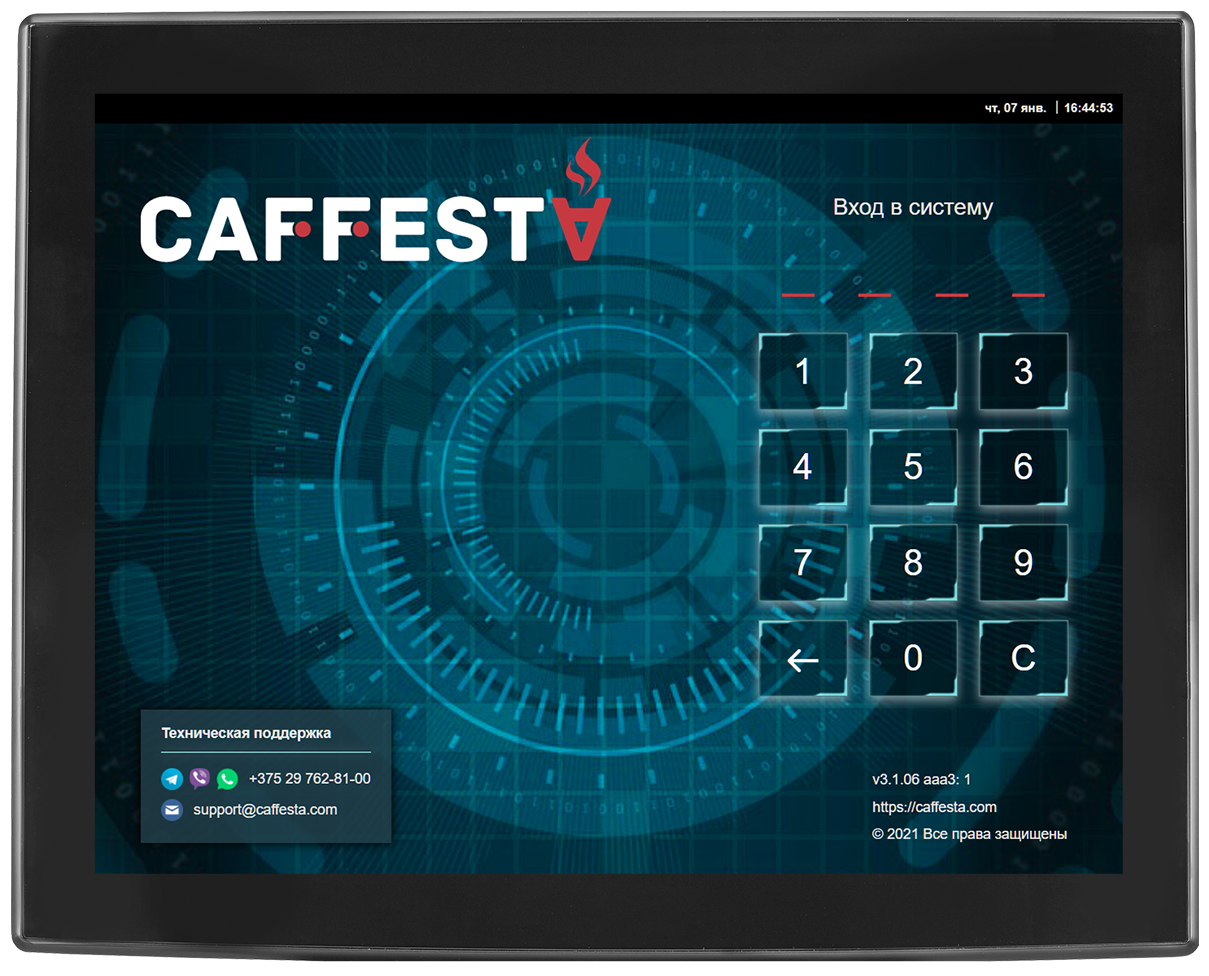 чт, 07 янв. | 16:44:53
CAFFESTA
Вход в систему
1 2 3
4 5 6
7 8 9
← 0 C
Техническая поддержка
+375 29 762-81-00
support@caffesta.com
v3.1.06 ааа3: 1
https://caffesta.com
© 2021 Все права защищены